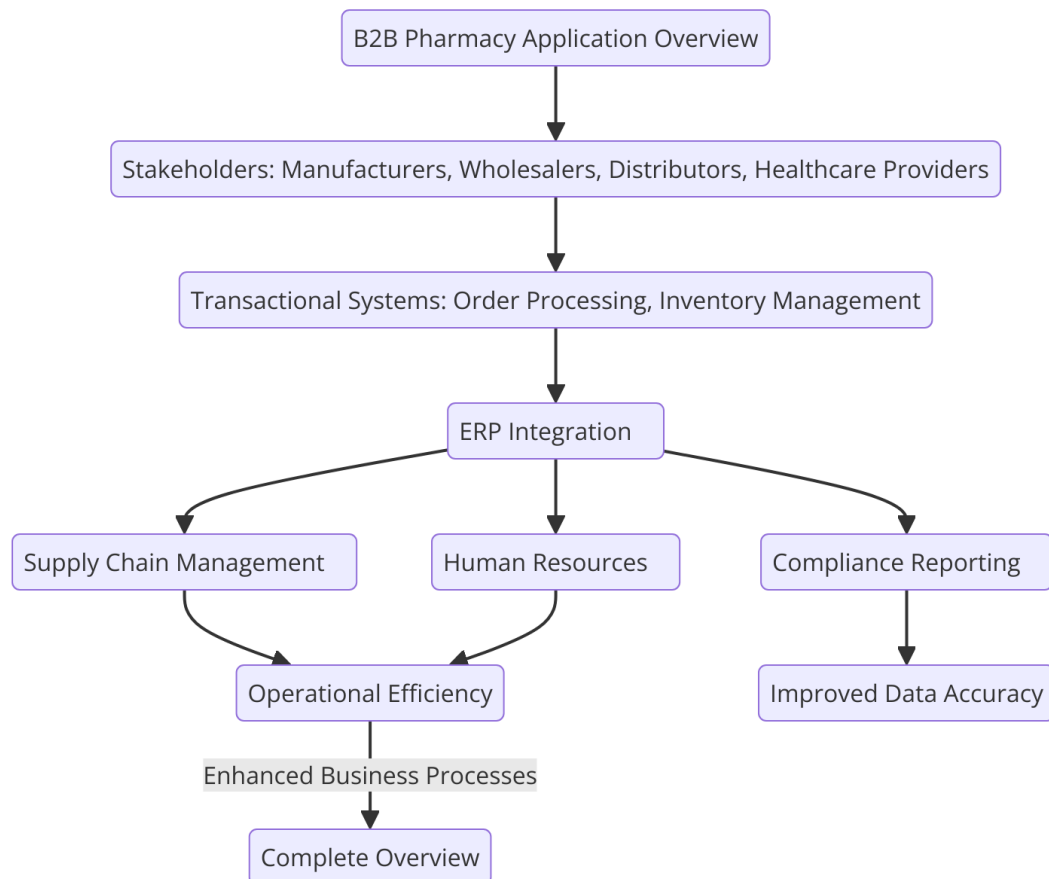 B2B Pharmacy Application Overview
Stakeholders: Manufacturers, Wholesalers, Distributors, Healthcare Providers
Transactional Systems: Order Processing, Inventory Management
ERP Integration
Supply Chain Management
Human Resources
Compliance Reporting
Operational Efficiency
Improved Data Accuracy
Enhanced Business Processes
Complete Overview